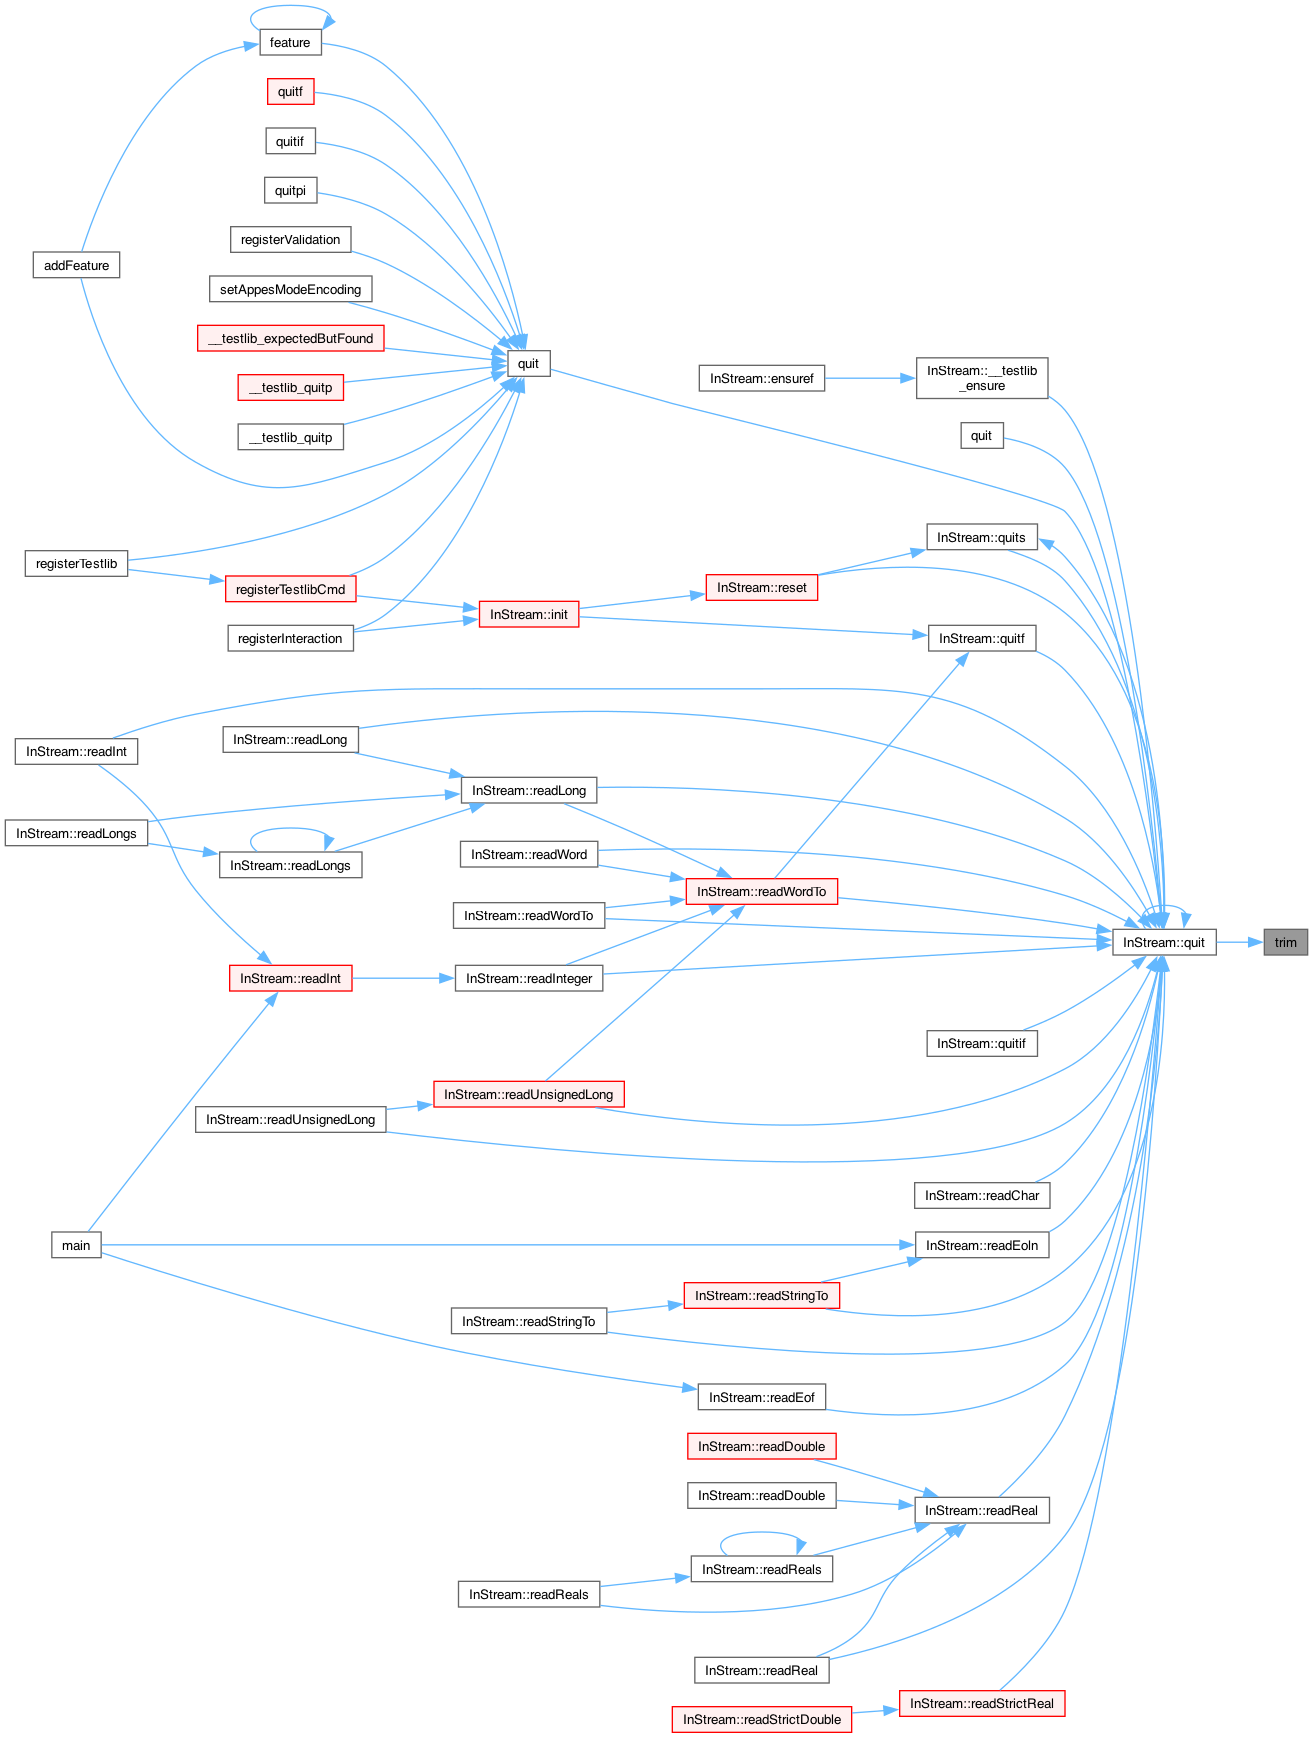 feature
quitf
quitif
quitpi
registerValidation
addFeature
setAppesModeEncoding
__testlib_expectedButFound
quit
InStream::ensuref
InStream::__testlib
_ensure
__testlib_quitp
__testlib_quitp
quit
InStream::quits
registerTestlib
registerTestlibCmd
InStream::reset
InStream::init
registerInteraction
InStream::quitf
InStream::readLong
InStream::readInt
InStream::readLong
InStream::readLongs
InStream::readLongs
InStream::readWord
InStream::readWordTo
InStream::readWordTo
InStream::quit
trim
InStream::readInt
InStream::readInteger
InStream::quitif
InStream::readUnsignedLong
InStream::readUnsignedLong
InStream::readChar
main
InStream::readEoln
InStream::readStringTo
InStream::readStringTo
InStream::readEof
InStream::readDouble
InStream::readDouble
InStream::readReal
InStream::readReals
InStream::readReals
InStream::readReal
InStream::readStrictReal
InStream::readStrictDouble